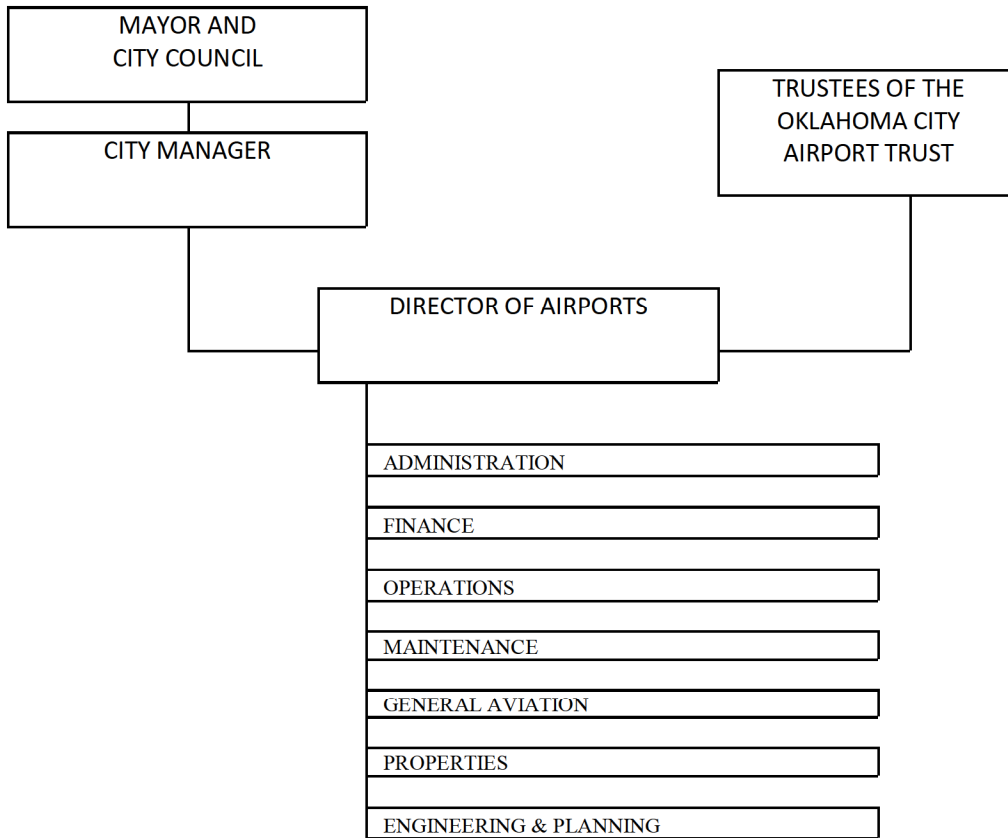 MAYOR AND
CITY COUNCIL
CITY MANAGER
TRUSTEES OF THE
OKLAHOMA CITY
AIRPORT TRUST
DIRECTOR OF AIRPORTS
ADMINISTRATION
FINANCE
OPERATIONS
MAINTENANCE
GENERAL AVIATION
PROPERTIES
ENGINEERING & PLANNING